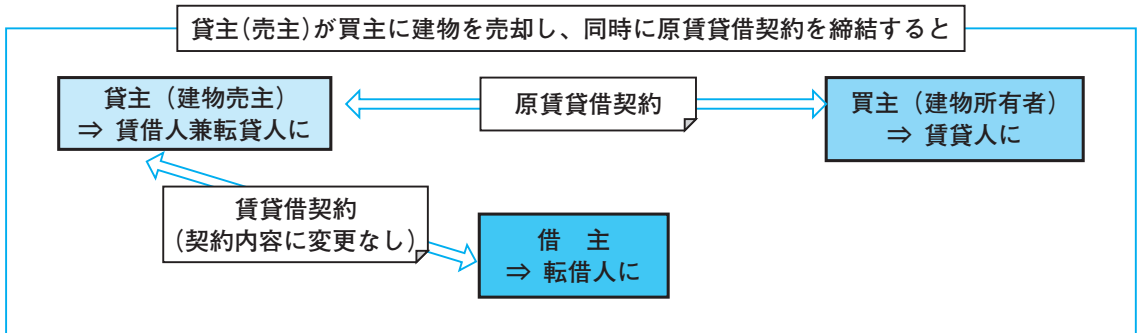 貸主(売主)が買主に建物を売却し、同時に原賃貸借契約を締結すると
貸主(建物売主)
⇒ 賃借人兼転貸人に
原賃貸借契約
買主(建物所有者)
⇒ 賃貸人に
賃貸借契約
(契約内容に変更なし)
借　主
⇒ 転借人に